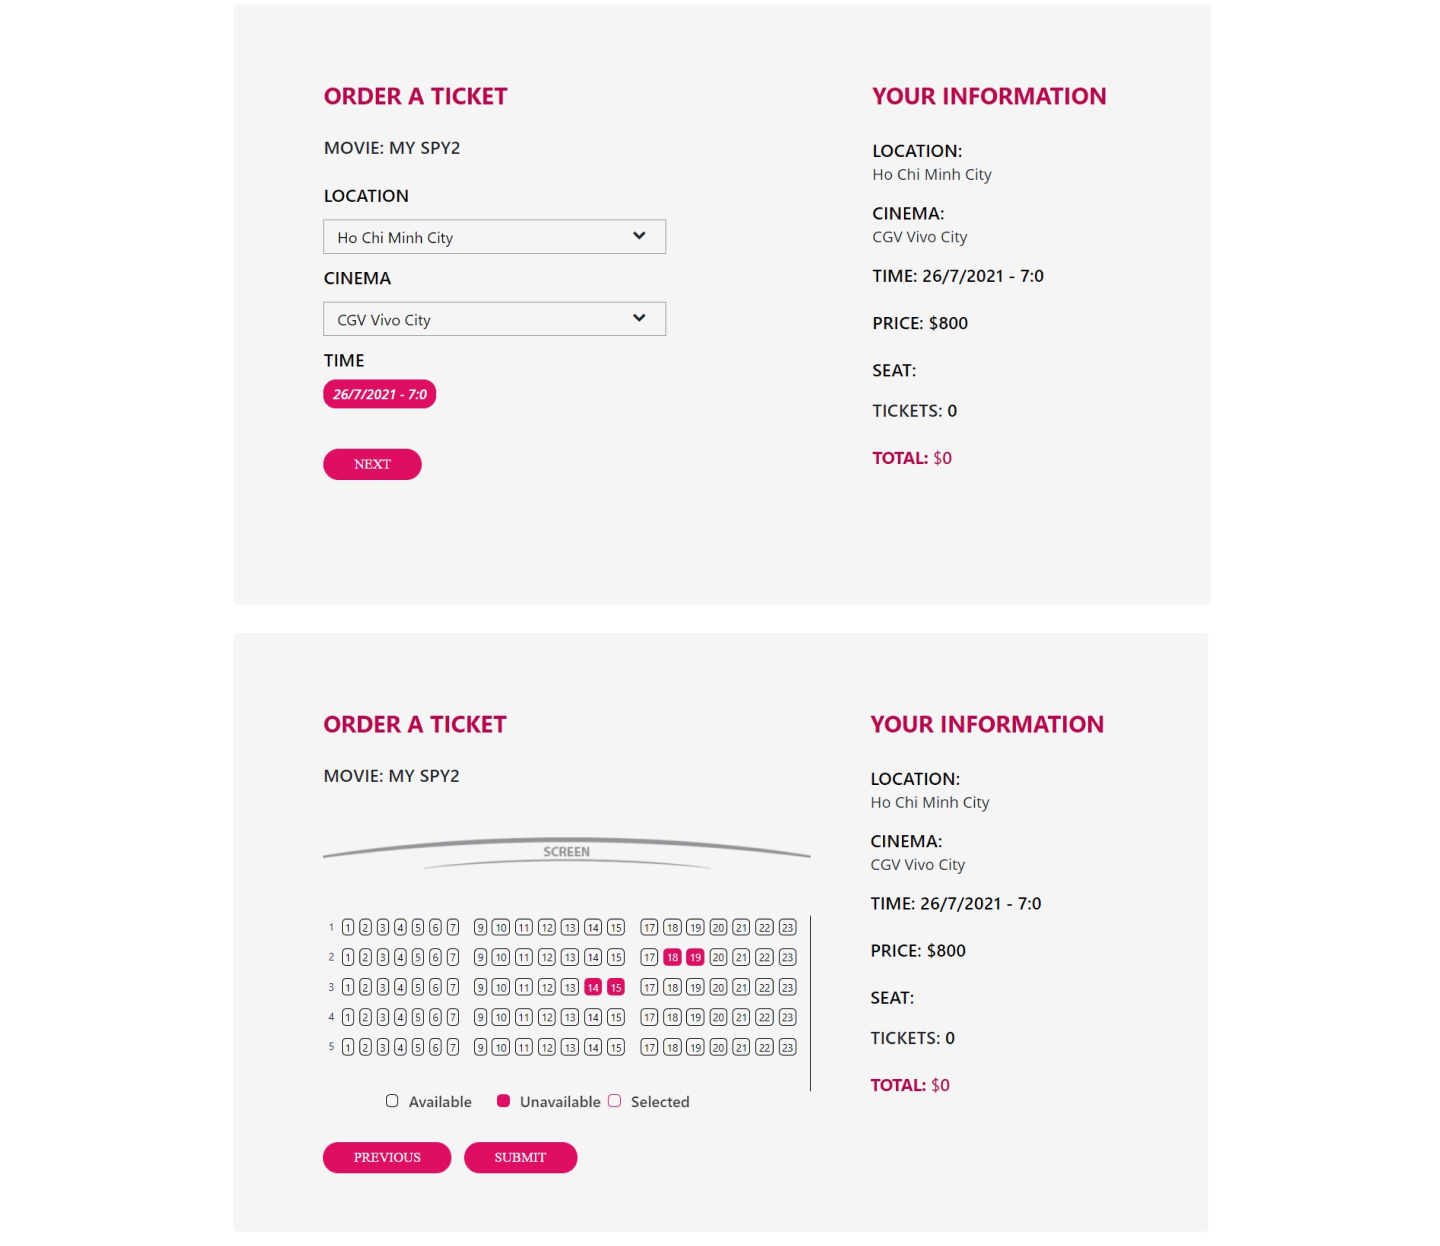 ORDER A TICKET
MOVIE: MY SPY2
LOCATION
Ho Chi Minh City
CINEMA
CGV Vivo City
TIME
26/7/2021 - 7:0
NEXT
YOUR INFORMATION
LOCATION:
Ho Chi Minh City
CINEMA:
CGV Vivo City
TIME: 26/7/2021 - 7:0
PRICE: $800
SEAT:
TICKETS: 0
TOTAL: $0
ORDER A TICKET
MOVIE: MY SPY2
SCREEN
1 1 2 3 4 5 6 7 9 10 11 12 13 14 15 17 18 19 20 21 22 23
2 1 2 3 4 5 6 7 9 10 11 12 13 14 15 17 18 19 20 21 22 23
3 1 2 3 4 5 6 7 9 10 11 12 13 14 15 17 18 19 20 21 22 23
4 1 2 3 4 5 6 7 9 10 11 12 13 14 15 17 18 19 20 21 22 23
5 1 2 3 4 5 6 7 9 10 11 12 13 14 15 17 18 19 20 21 22 23
Available Unavailable Selected
PREVIOUS SUBMIT
YOUR INFORMATION
LOCATION:
Ho Chi Minh City
CINEMA:
CGV Vivo City
TIME: 26/7/2021 - 7:0
PRICE: $800
SEAT:
TICKETS: 0
TOTAL: $0